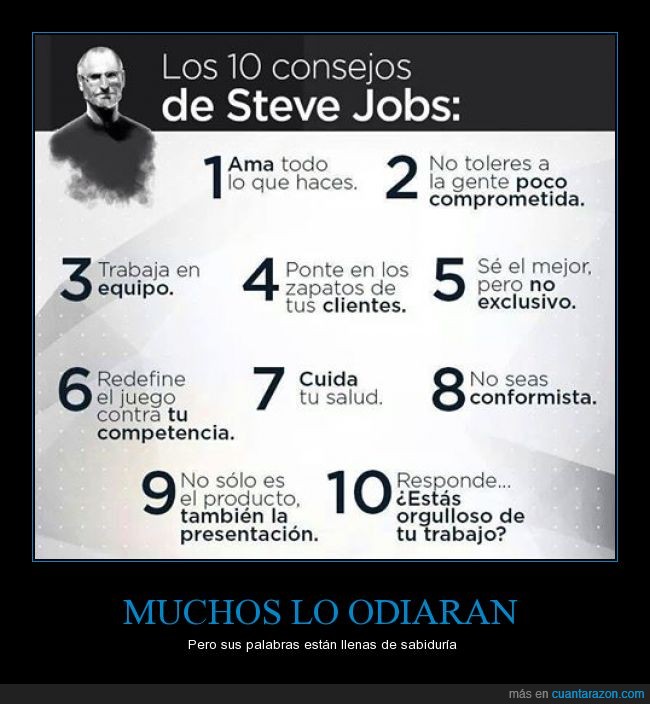 Los 10 consejos
de Steve Jobs:
1 Ama todo
lo que haces.
2 No toleres a
la gente poco
comprometida.
3 Trabaja en
equipo.
4 Ponte en los
zapatos de
tus clientes.
5 Sé el mejor,
pero no
exclusivo.
6 Redefine
el juego
contra tu
competencia.
7 Cuida
tu salud.
8 No seas
conformista.
9 No sólo es
el producto,
también la
presentación.
10 Responde...
¿Estás
orgulloso de
tu trabajo?
MUCHOS LO ODIARAN
Pero sus palabras están llenas de sabiduría
más en cuantarazon.com